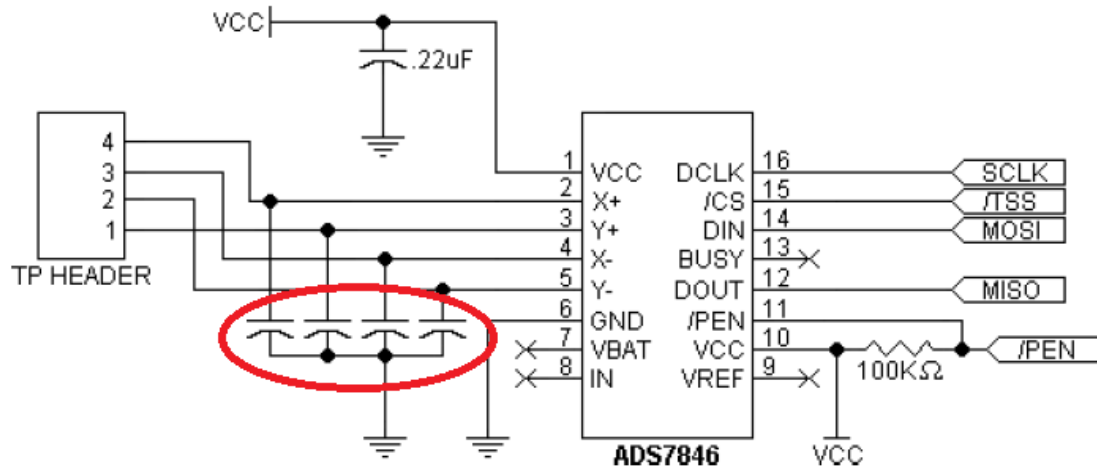 VCC
.22uF
4
3
2
1
TP HEADER
1 VCC DCLK 16 SCLK
2 X+ /CS 15 /TSS
3 Y+ DIN 14 MOSI
4 X- BUSY 13
5 Y- DOUT 12 MISO
6 GND /PEN 11
7 VBAT VCC 10 /PEN
8 IN VREF 9
100KΩ
ADS7846
VCC